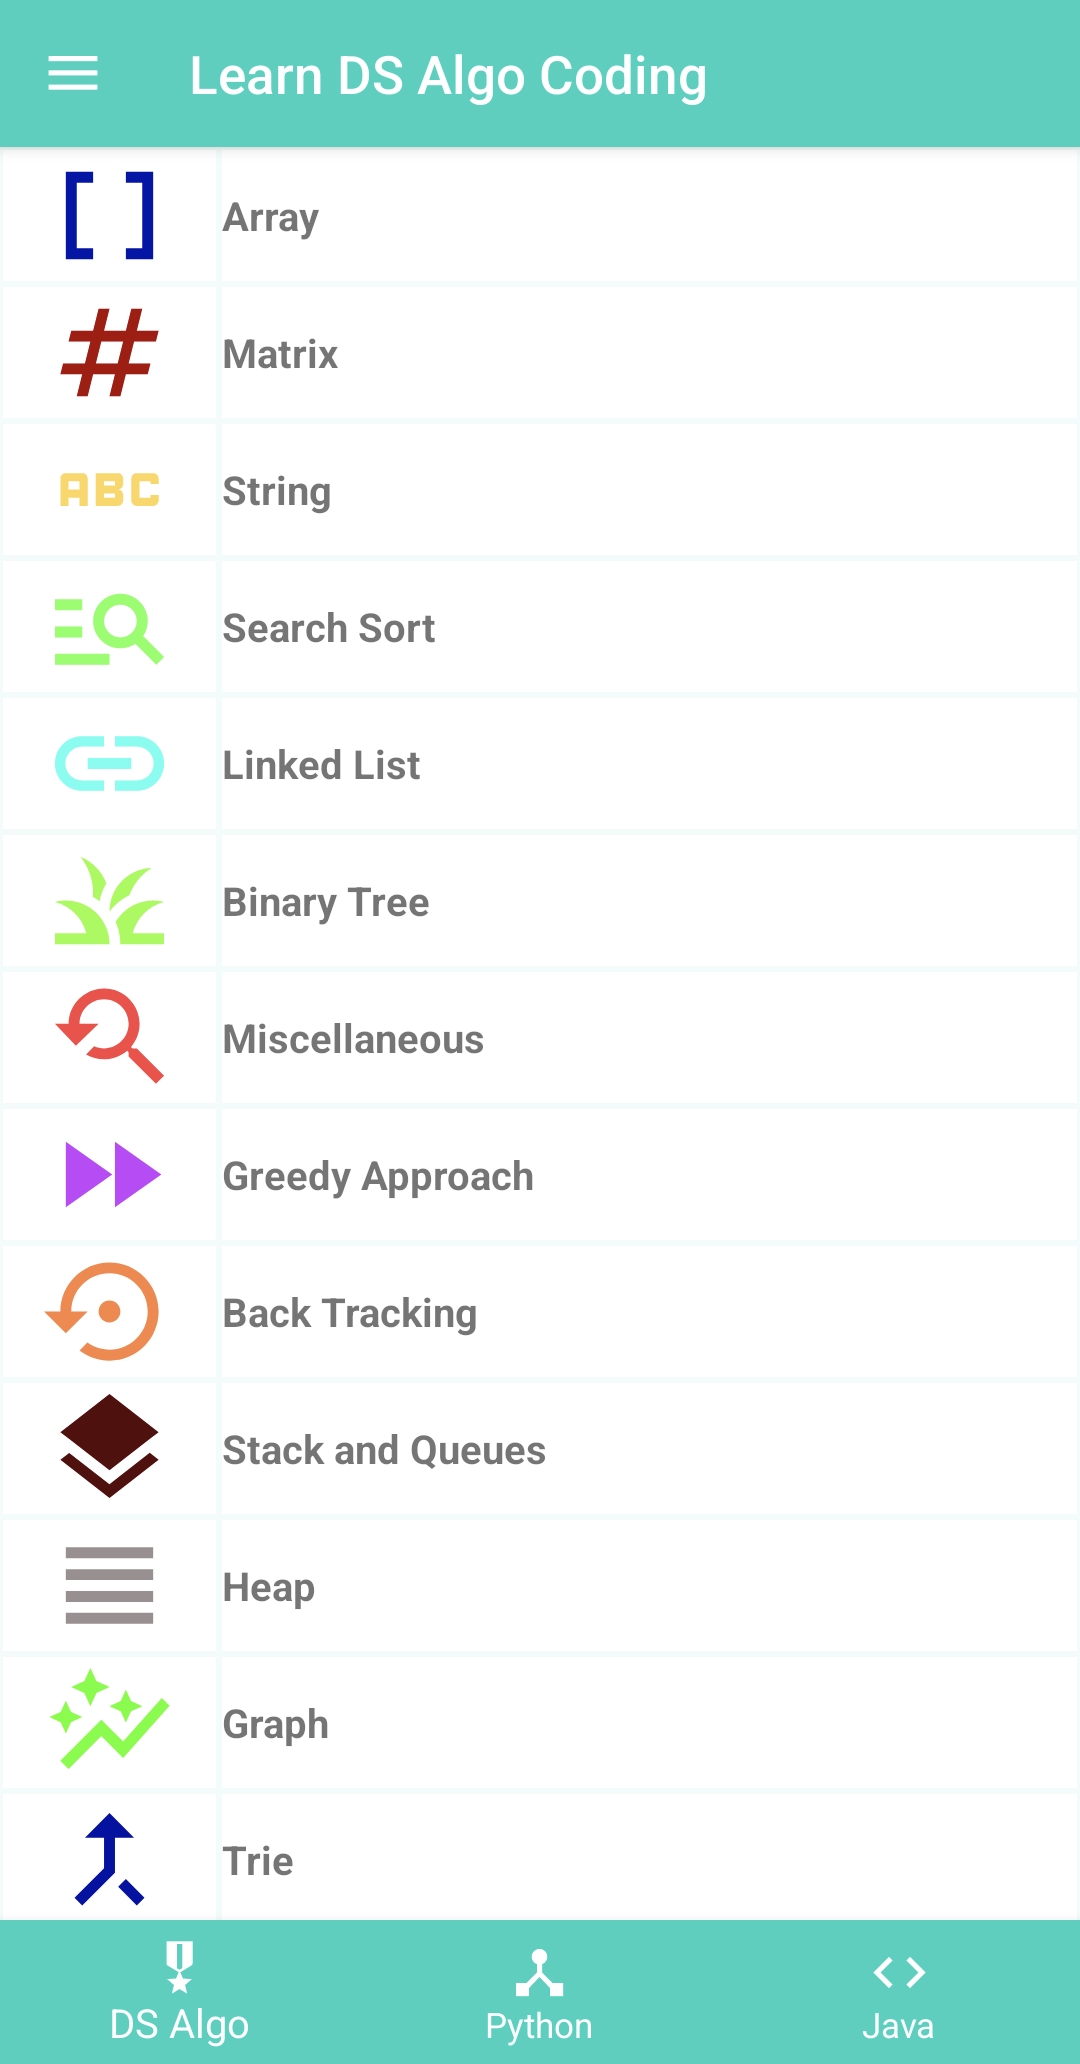 Learn DS Algo Coding
Array
Matrix
ABC
String
Search Sort
Linked List
Binary Tree
Miscellaneous
Greedy Approach
Back Tracking
Stack and Queues
Heap
Graph
Trie
DS Algo
Python
Java